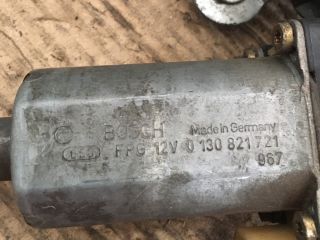 BOSCH Made in Germany
FPG 12V 0 130 821 721
967